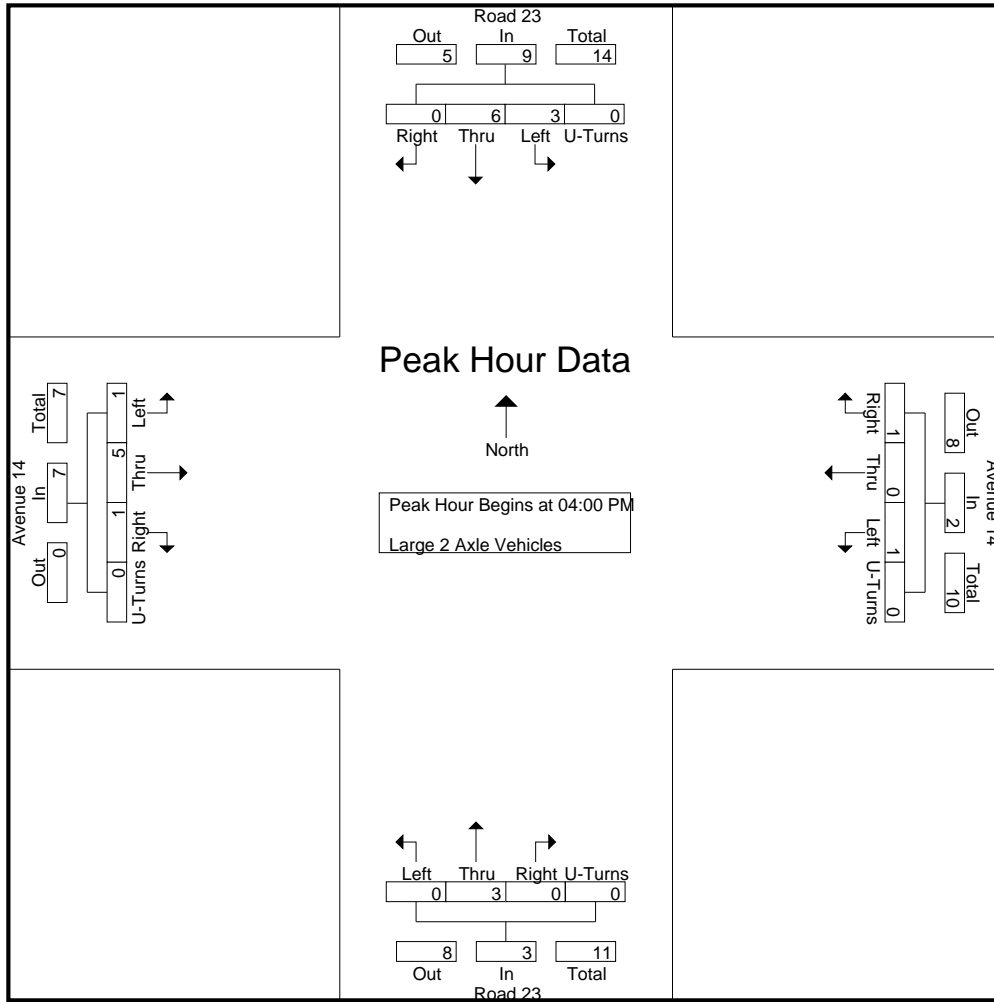 Road 23
Out In Total
5 9 14
0 6 3 0
Right Thru Left U-Turns
Peak Hour Data
North
Peak Hour Begins at 04:00 PM
Large 2 Axle Vehicles
Avenue 14
Out In Total
0 7 7
U-Turns Right Thru Left
0 1 5 1
Avenue 14
Out In Total
8 2 10
Right Thru Left U-Turns
1 0 1 0
Left Thru Right U-Turns
0 3 0 0
8 3 11
Out In Total
Road 23